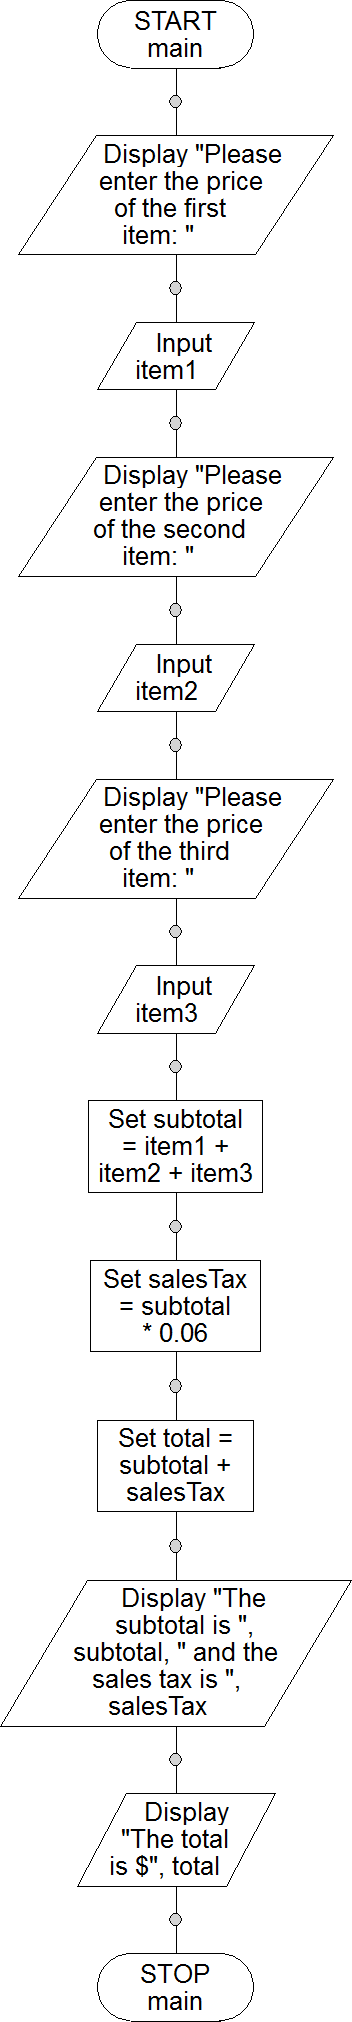 START
main
Display "Please
enter the price
of the first
item: "
Input
item1
Display "Please
enter the price
of the second
item: "
Input
item2
Display "Please
enter the price
of the third
item: "
Input
item3
Set subtotal
= item1 +
item2 + item3
Set salesTax
= subtotal
* 0.06
Set total =
subtotal +
salesTax
Display "The
subtotal is ",
subtotal, " and the
sales tax is ",
salesTax
Display
"The total
is $", total
STOP
main